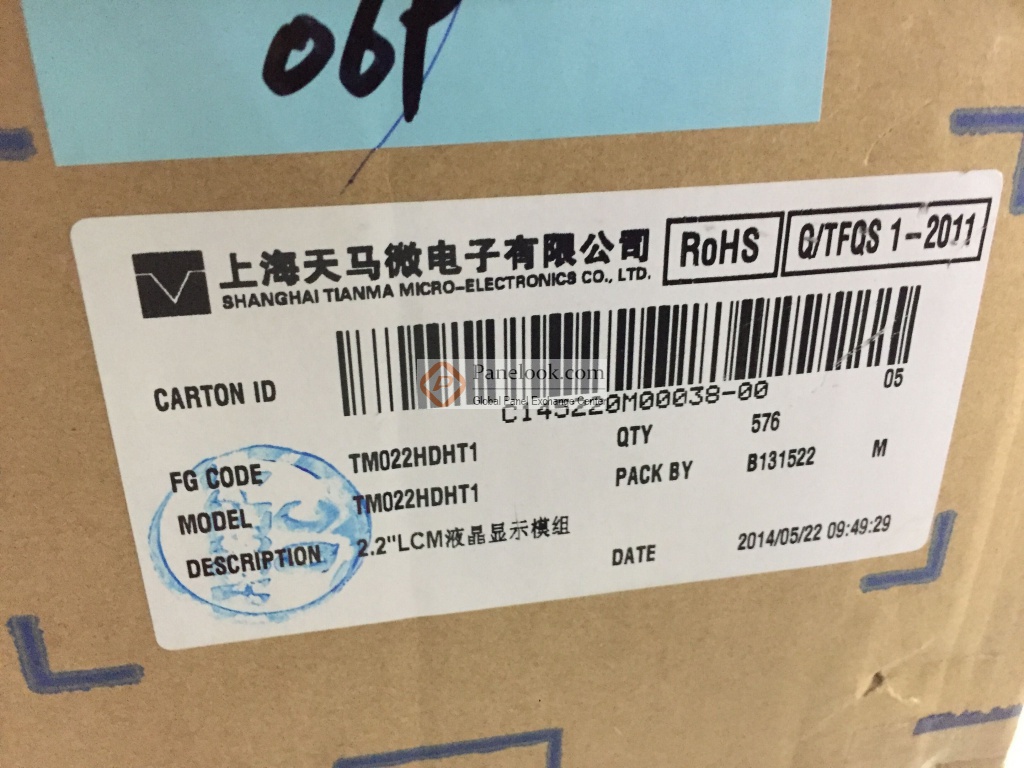 06P
上海天马微电子有限公司
SHANGHAI TIANMA MICRO-ELECTRONICS CO., LTD.
RoHS
Q/TFQS 1-2011
Panelook.com
Global Panel Exchange Center
CARTON ID
C145220M00038-00
05
FG CODE TM022HDHT1 QTY 576
MODEL TM022HDHT1 PACK BY B131522 M
DESCRIPTION 2.2"LCM液晶显示模组 DATE 2014/05/22 09:49:29